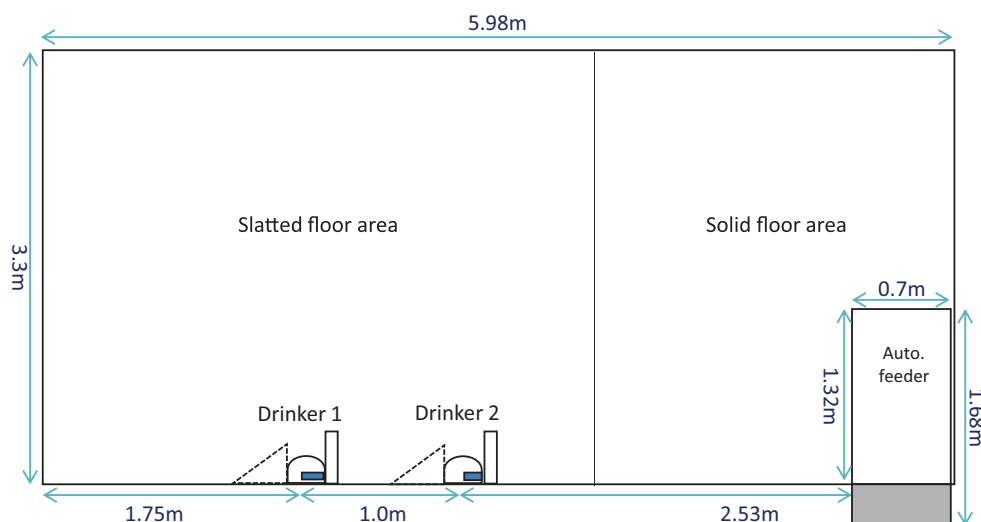 5.98m
Slatted floor area
Solid floor area
3.3m
0.7m
Auto.
feeder
1.32m
1.68m
Drinker 1
Drinker 2
1.75m
1.0m
2.53m